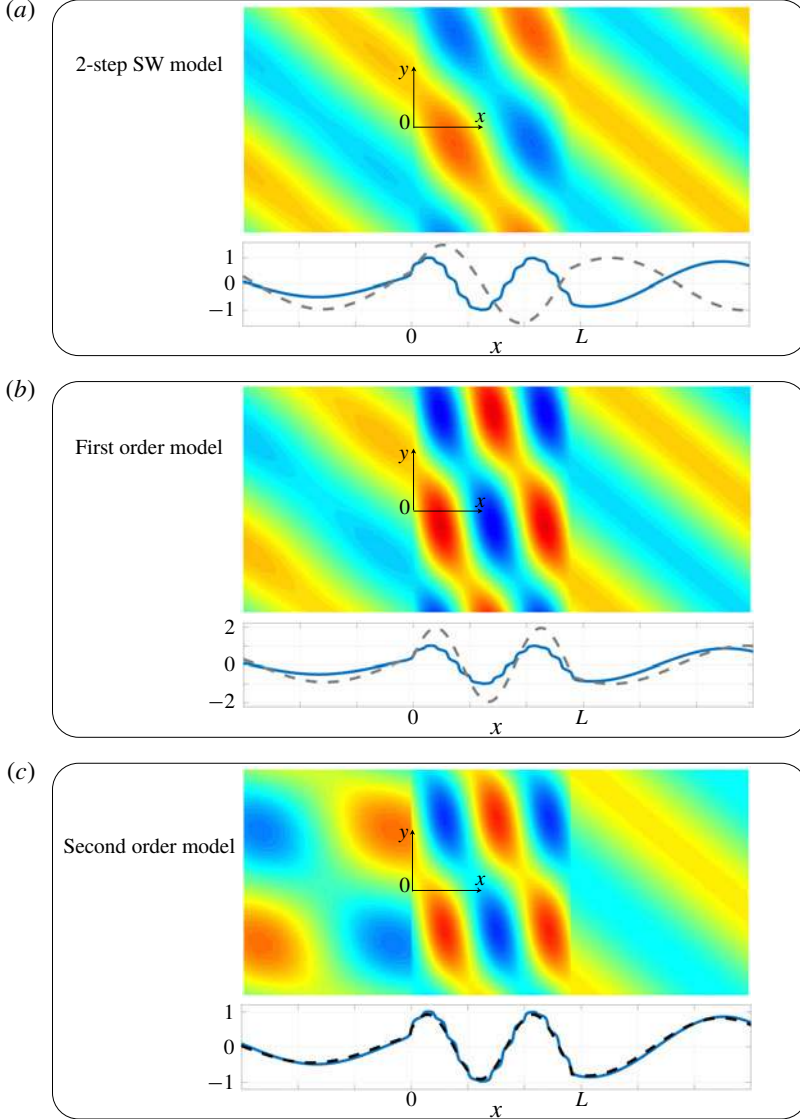 (a)
2-step SW model
y
0
x
1
0
−1
0
x
L
(b)
First order model
y
0
x
2
0
−2
0
x
L
(c)
Second order model
y
0
x
1
0
−1
0
x
L